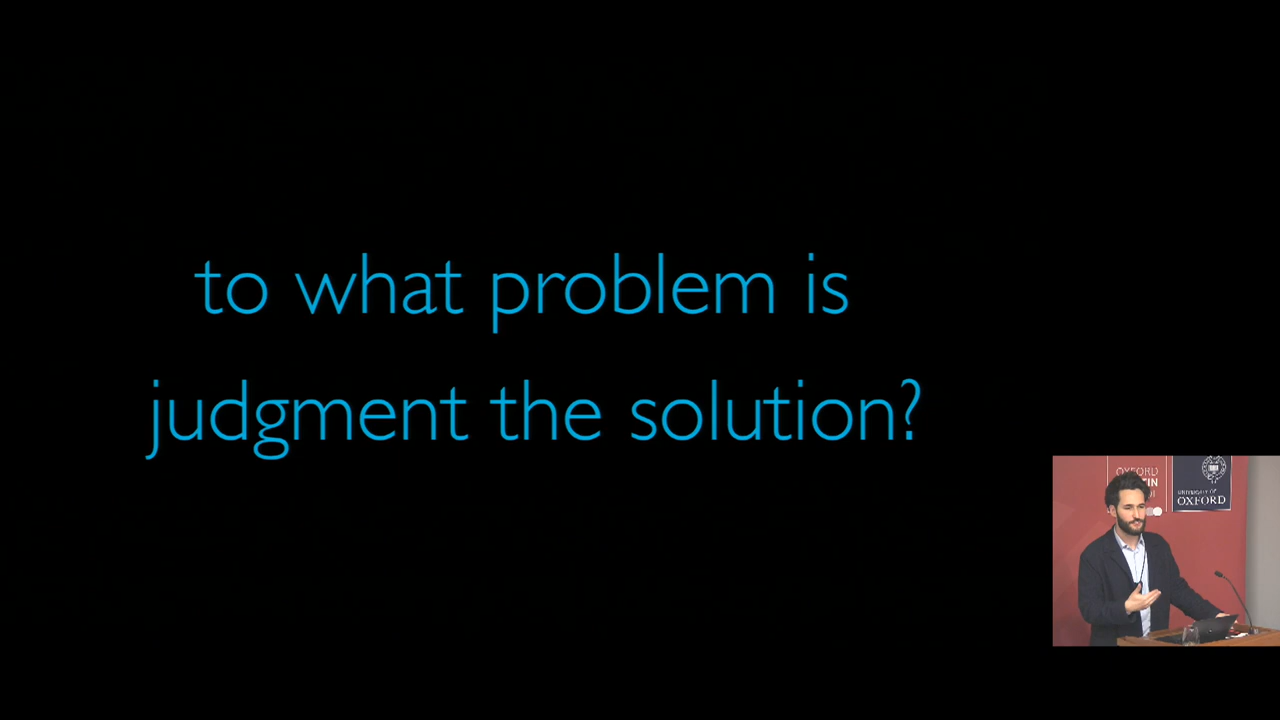 to what problem is
judgment the solution?
OXFORD
UNIVERSITY OF
OXFORD